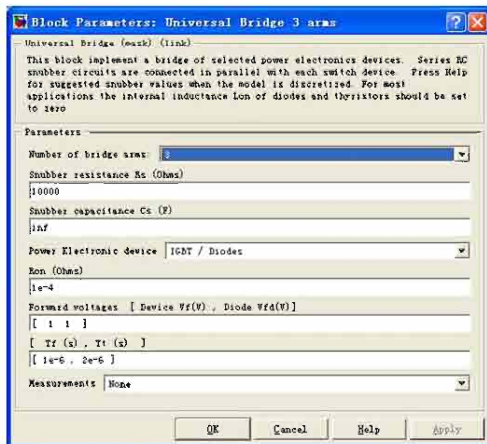 Block Parameters: Universal Bridge 3 arms
Universal Bridge (mask) (link)
This block implement a bridge of selected power electronics devices. Series RC
snubber circuits are connected in parallel with each switch device. Press Help
for suggested snubber values when the model is discretized. For most
applications the internal inductance Lon of diodes and thyristors should be set
to zero
Parameters
Number of bridge arms: 3
Snubber resistance Rs (Ohms)
10000
Snubber capacitance Cs (F)
inf
Power Electronic device IGBT / Diodes
Ron (Ohms)
1e-4
Forward voltages [ Device Vf(V) , Diode Vfd(V)]
[ 1 1 ]
[ Tf (s) , Tt (s) ]
[ 1e-6 , 2e-6 ]
Measurements None
OK Cancel Help Apply